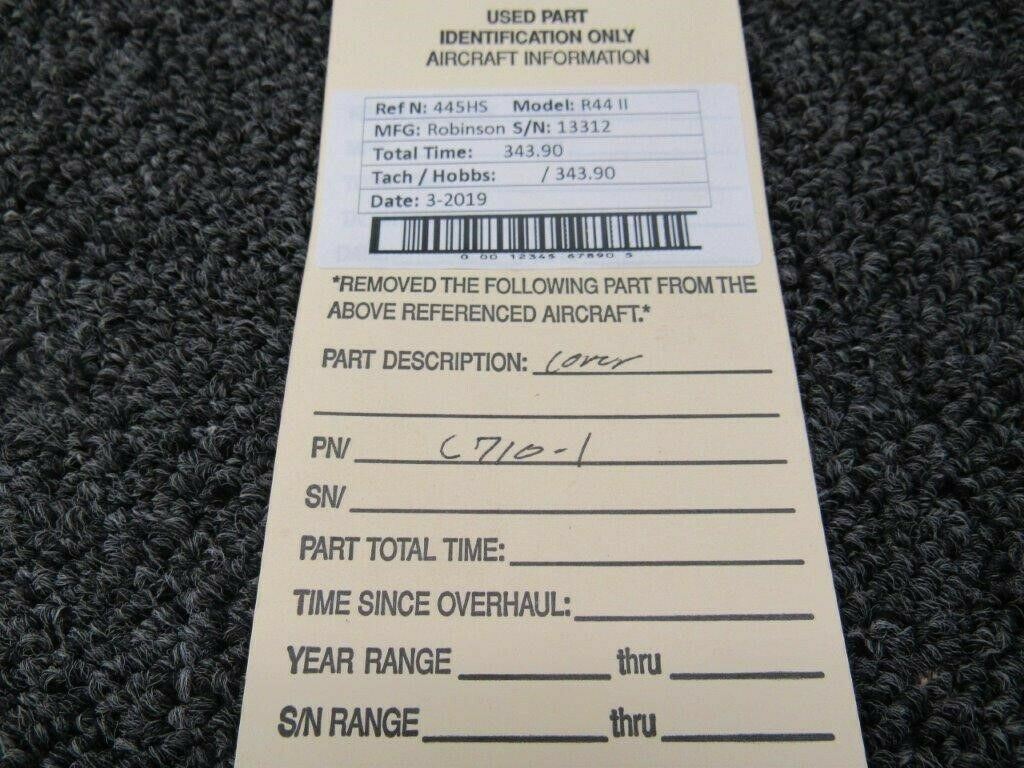 USED PART
IDENTIFICATION ONLY
AIRCRAFT INFORMATION
Ref N: 445HS Model: R44 II
MFG: Robinson S/N: 13312
Total Time: 343.90
Tach / Hobbs: / 343.90
Date: 3-2019
0 00 12345 67890 5
*REMOVED THE FOLLOWING PART FROM THE
ABOVE REFERENCED AIRCRAFT.*
PART DESCRIPTION: Cover
PN/ C710-1
SN/
PART TOTAL TIME:
TIME SINCE OVERHAUL:
YEAR RANGE thru
S/N RANGE thru